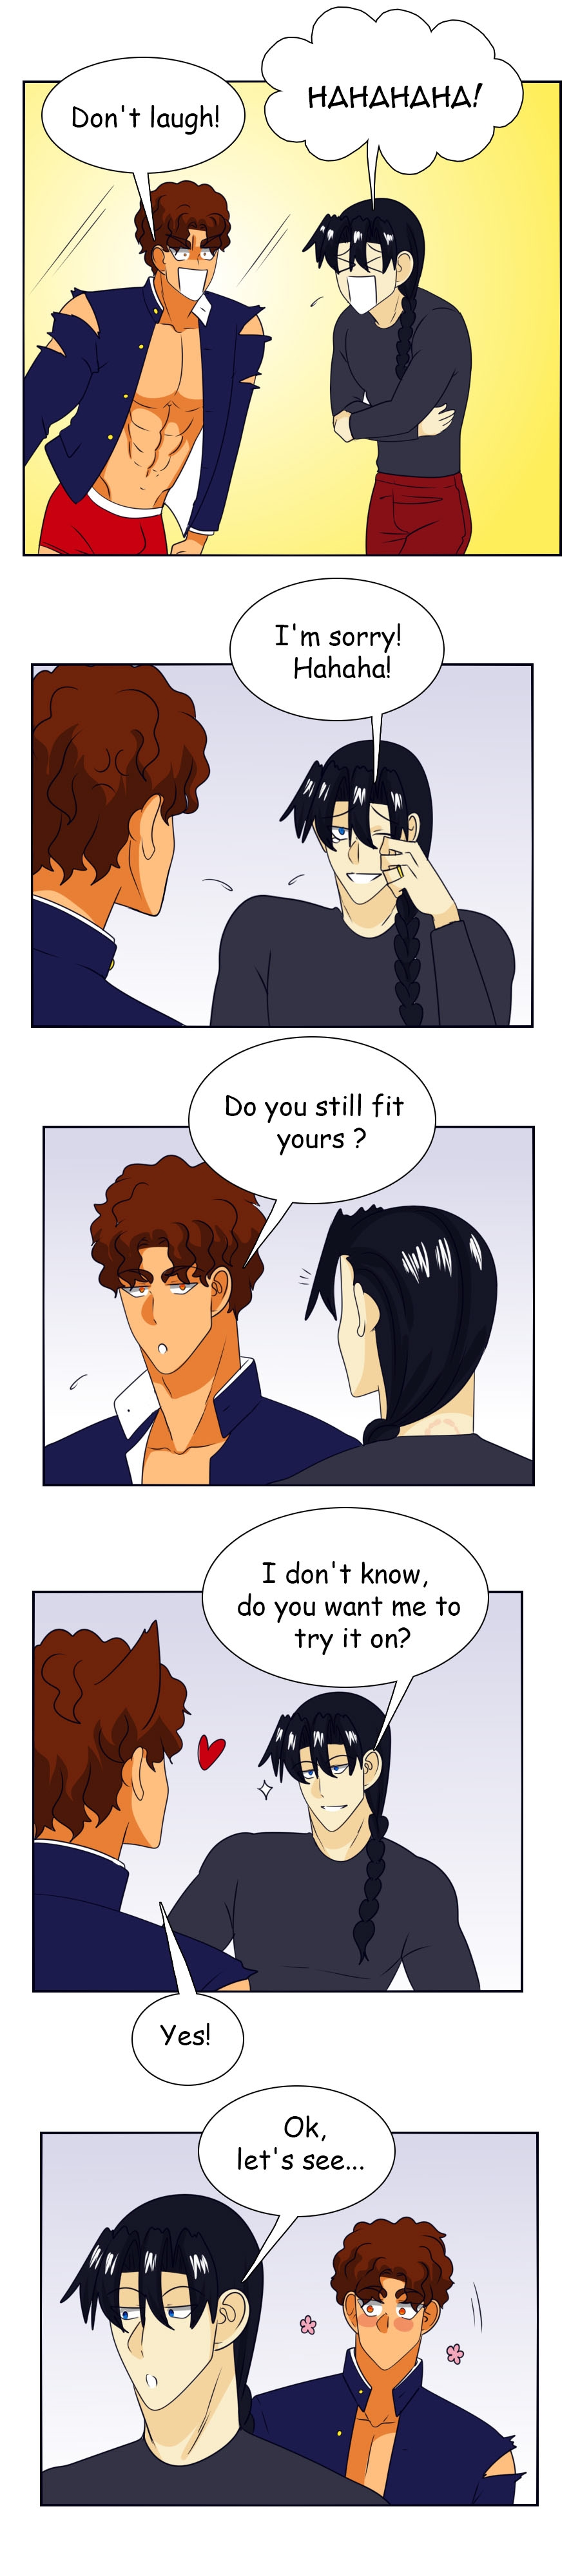 Don't laugh!
HAHAHAHA!
I'm sorry!
Hahaha!
Do you still fit
yours ?
I don't know,
do you want me to
try it on?
Yes!
Ok,
let's see...